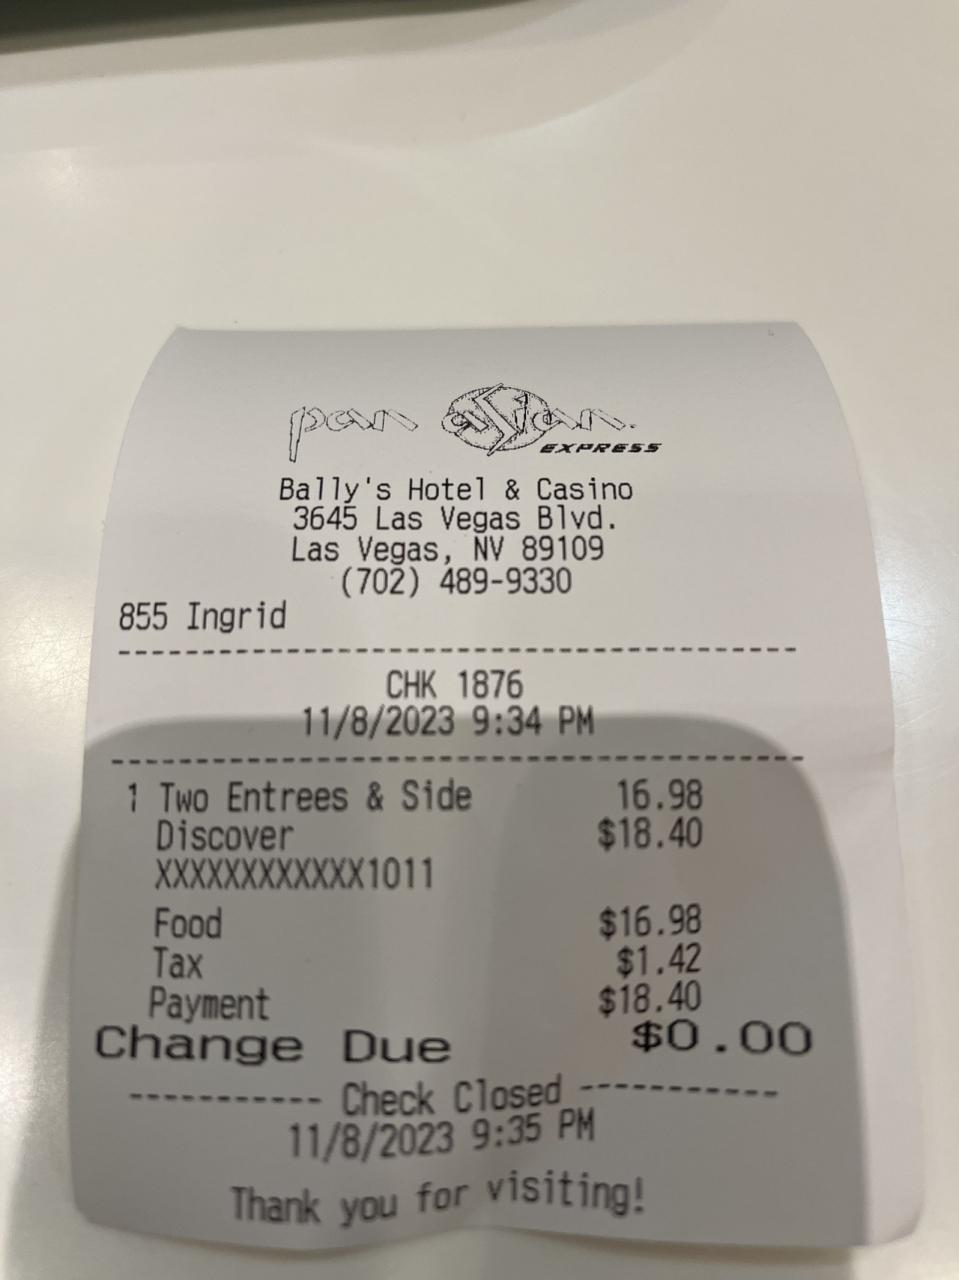 pan asian.
EXPRESS
Bally's Hotel & Casino
3645 Las Vegas Blvd.
Las Vegas, NV 89109
(702) 489-9330
855 Ingrid
----------------------------------------
CHK 1876
11/8/2023 9:34 PM
----------------------------------------
1 Two Entrees & Side 16.98
Discover $18.40
XXXXXXXXXXXX1011
Food $16.98
Tax $1.42
Payment $18.40
Change Due $0.00
----------- Check Closed -----------
11/8/2023 9:35 PM
Thank you for visiting!